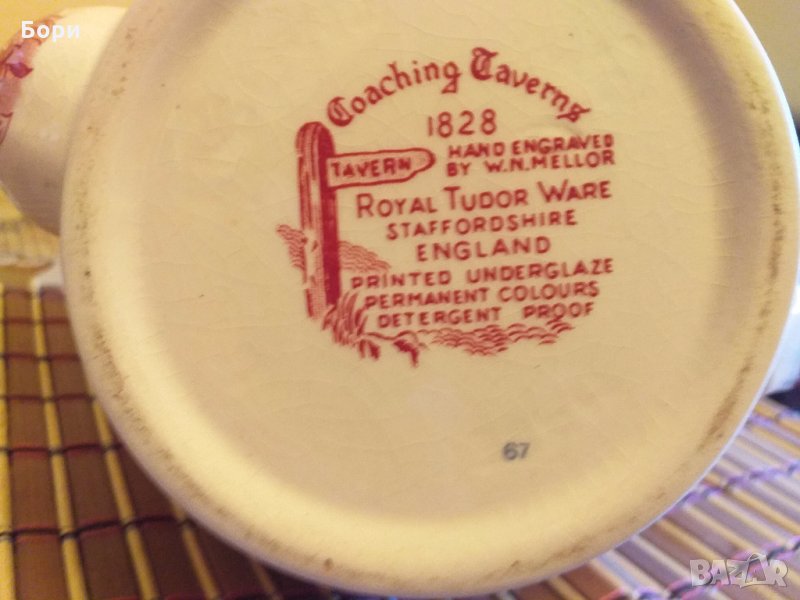 Бори
Coaching Taverns
1828
TAVERN
HAND ENGRAVED
BY W.N.MELLOR
ROYAL TUDOR WARE
STAFFORDSHIRE
ENGLAND
PRINTED UNDERGLAZE
PERMANENT COLOURS
DETERGENT PROOF
67
BAZAR